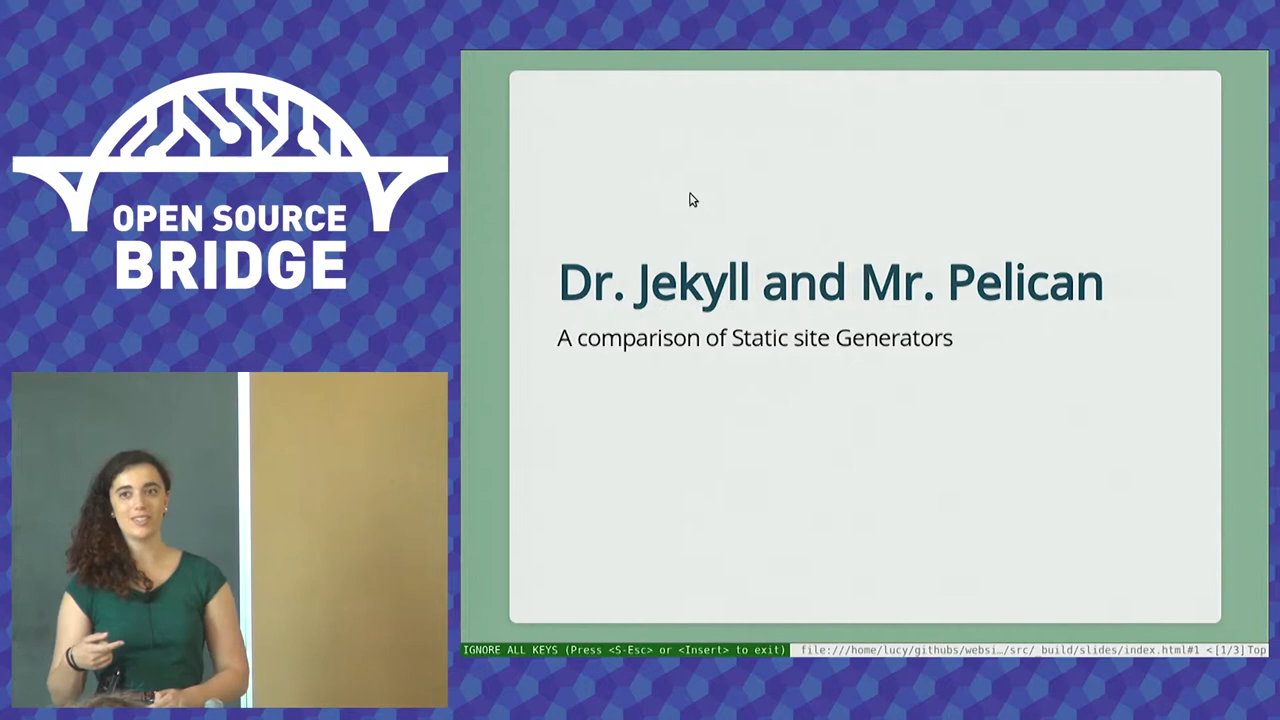 OPEN SOURCE
BRIDGE
Dr. Jekyll and Mr. Pelican
A comparison of Static site Generators
IGNORE ALL KEYS (Press <S-Esc> or <Insert> to exit) file:///home/lucy/githubs/websi…/src/_build/slides/index.html#1 <[1/3]Top